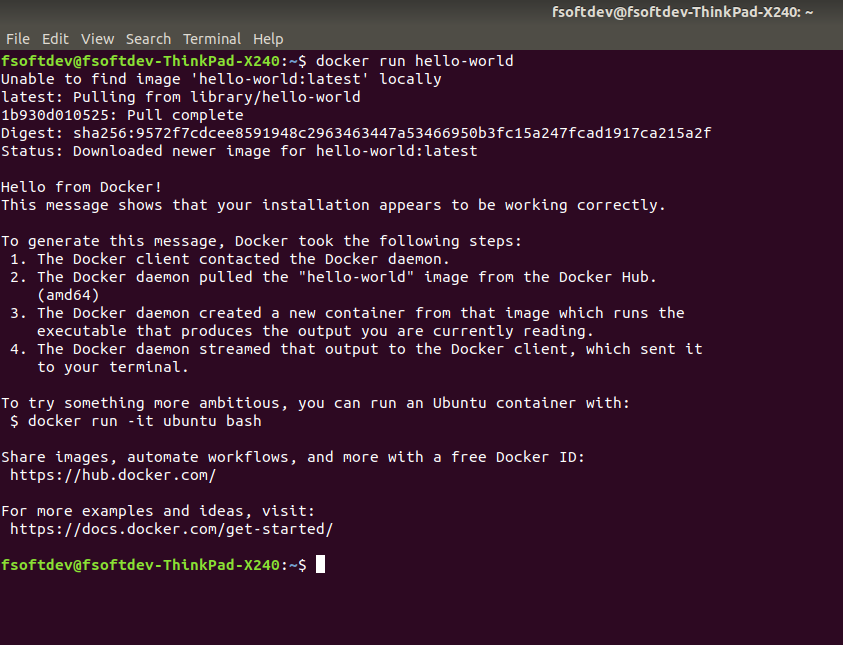 fsoftdev@fsoftdev-ThinkPad-X240: ~
File Edit View Search Terminal Help
fsoftdev@fsoftdev-ThinkPad-X240:~$ docker run hello-world
Unable to find image 'hello-world:latest' locally
latest: Pulling from library/hello-world
1b930d010525: Pull complete
Digest: sha256:9572f7cdcee8591948c2963463447a53466950b3fc15a247fcad1917ca215a2f
Status: Downloaded newer image for hello-world:latest

Hello from Docker!
This message shows that your installation appears to be working correctly.

To generate this message, Docker took the following steps:
 1. The Docker client contacted the Docker daemon.
 2. The Docker daemon pulled the "hello-world" image from the Docker Hub.
    (amd64)
 3. The Docker daemon created a new container from that image which runs the
    executable that produces the output you are currently reading.
 4. The Docker daemon streamed that output to the Docker client, which sent it
    to your terminal.

To try something more ambitious, you can run an Ubuntu container with:
 $ docker run -it ubuntu bash

Share images, automate workflows, and more with a free Docker ID:
 https://hub.docker.com/

For more examples and ideas, visit:
 https://docs.docker.com/get-started/

fsoftdev@fsoftdev-ThinkPad-X240:~$